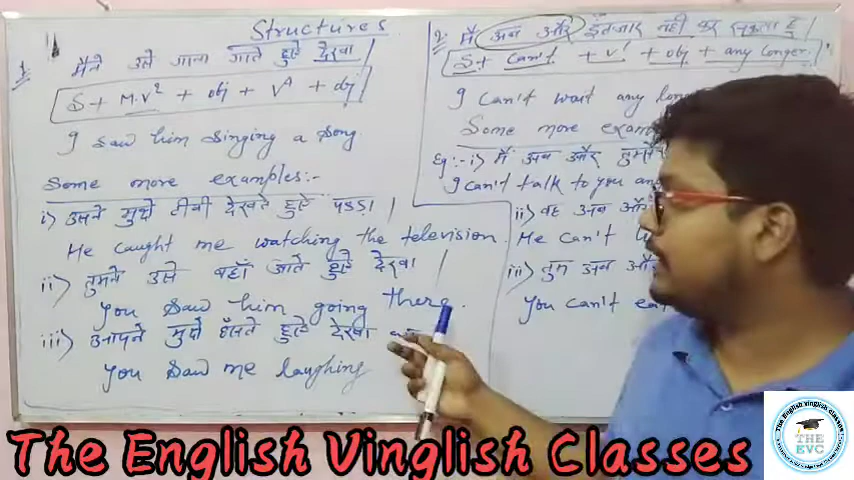 Structures
1. मैने उसे गाना गाते हुए देखा
S + M.V² + obj + V⁴ + obj
I saw him singing a song
Some more examples:-
i) उसने मुझे टीवी देखते हुए पकड़ा
He caught me watching the television.
ii) तुमने उसे वहाँ जाते हुए देखा
You saw him going there.
iii) आपने मुझे हँसते हुए देखा
You saw me laughing
2. मैं अब और इंतजार नही कर सकता हूँ
S + Can't + V¹ + obj + any longer.
I can't wait any
Some more
Eg:- i) मैं अब और तुमसे
I can't talk to you
ii) वह अब
He can't
iii) तुम अब
You can't
The English Vinglish Classes
The English vinglish classes
THE
EVC